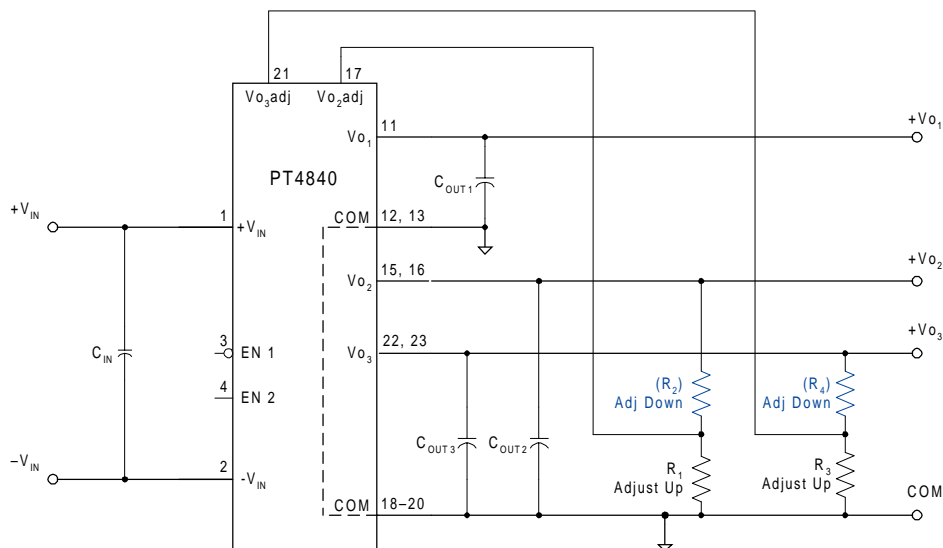 21 17
Vo3adj Vo2adj
11
+Vo1
Vo1
PT4840
COUT1
+VIN
1
+VIN
COM
12, 13
15, 16
+Vo2
Vo2
22, 23
+Vo3
3
CIN
EN 1
Vo3
4
EN 2
(R2)
Adj Down
(R4)
Adj Down
COUT3
COUT2
-VIN
2
-VIN
R1
Adjust Up
R3
Adjust Up
COM
18–20
COM